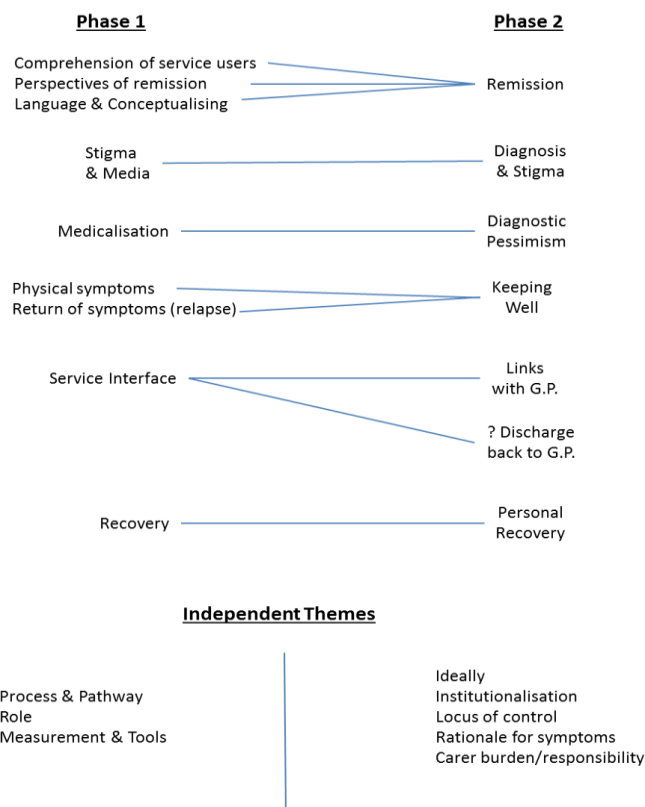 Phase 1
Phase 2
Comprehension of service users
Perspectives of remission
Language & Conceptualising
Remission
Stigma
& Media
Diagnosis
& Stigma
Medicalisation
Diagnostic
Pessimism
Physical symptoms
Return of symptoms (relapse)
Keeping
Well
Service Interface
Links
with G.P.
? Discharge
back to G.P.
Recovery
Personal
Recovery
Independent Themes
Process & Pathway
Role
Measurement & Tools
Ideally
Institutionalisation
Locus of control
Rationale for symptoms
Carer burden/responsibility